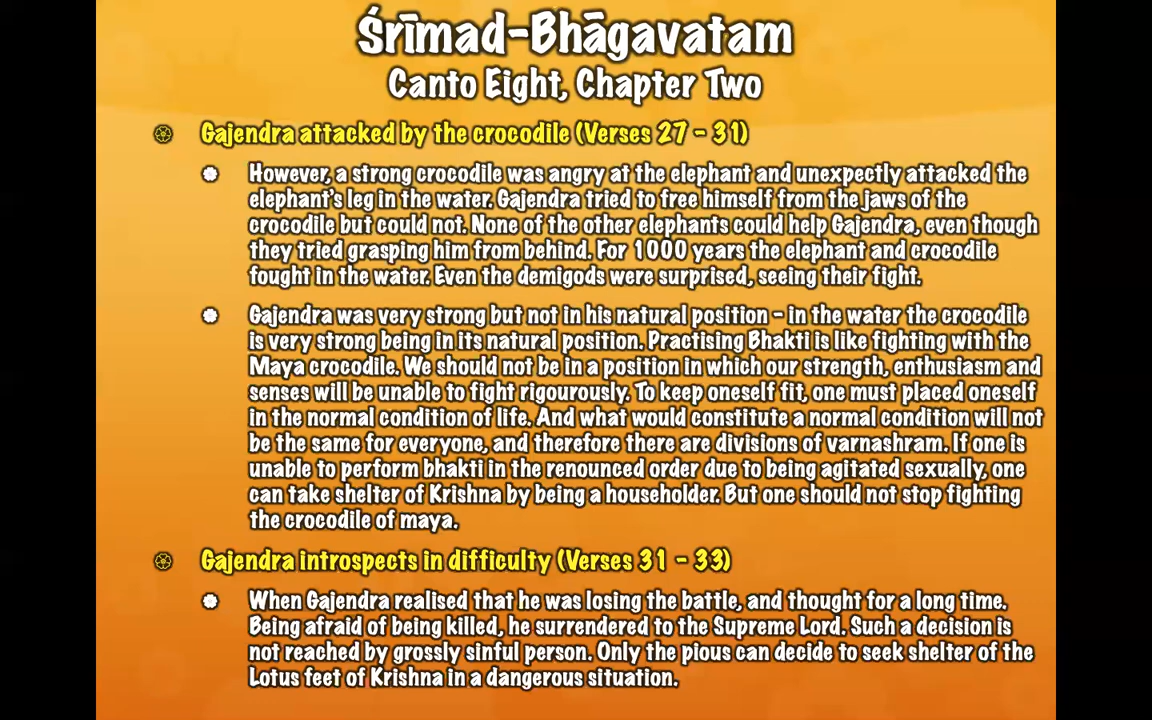 Śrīmad-Bhāgavatam
Canto Eight, Chapter Two
Gajendra attacked by the crocodile (Verses 27 - 31)
However, a strong crocodile was angry at the elephant and unexpectly attacked the
elephant's leg in the water. Gajendra tried to free himself from the jaws of the
crocodile but could not. None of the other elephants could help Gajendra, even though
they tried grasping him from behind. For 1000 years the elephant and crocodile
fought in the water. Even the demigods were surprised, seeing their fight.
Gajendra was very strong but not in his natural position - in the water the crocodile
is very strong being in its natural position. Practising Bhakti is like fighting with the
Maya crocodile. We should not be in a position in which our strength, enthusiasm and
senses will be unable to fight rigourously. To keep oneself fit, one must placed oneself
in the normal condition of life. And what would constitute a normal condition will not
be the same for everyone, and therefore there are divisions of varnashram. If one is
unable to perform bhakti in the renounced order due to being agitated sexually, one
can take shelter of Krishna by being a householder. But one should not stop fighting
the crocodile of maya.
Gajendra introspects in difficulty (Verses 31 - 33)
When Gajendra realised that he was losing the battle, and thought for a long time.
Being afraid of being killed, he surrendered to the Supreme Lord. Such a decision is
not reached by grossly sinful person. Only the pious can decide to seek shelter of the
Lotus feet of Krishna in a dangerous situation.